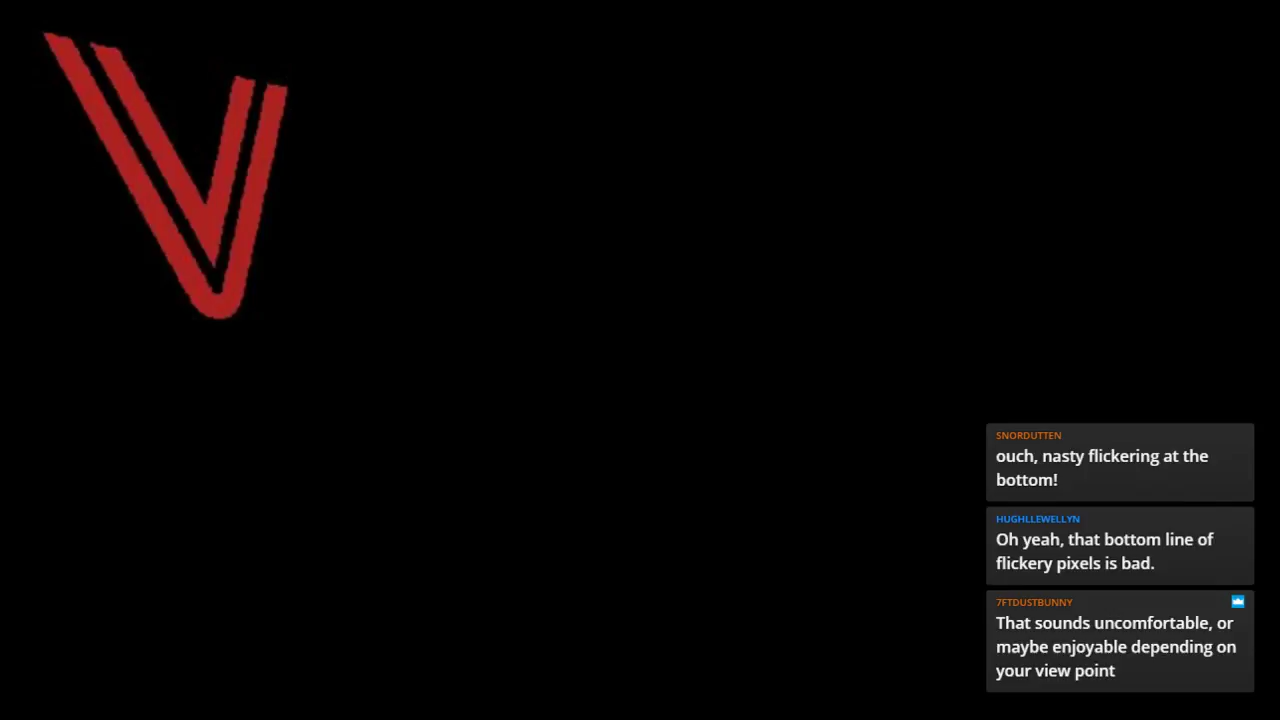 V
SNORDUTTEN
ouch, nasty flickering at the
bottom!
HUGHLLEWELLYN
Oh yeah, that bottom line of
flickery pixels is bad.
7FTDUSTBUNNY
That sounds uncomfortable, or
maybe enjoyable depending on
your view point